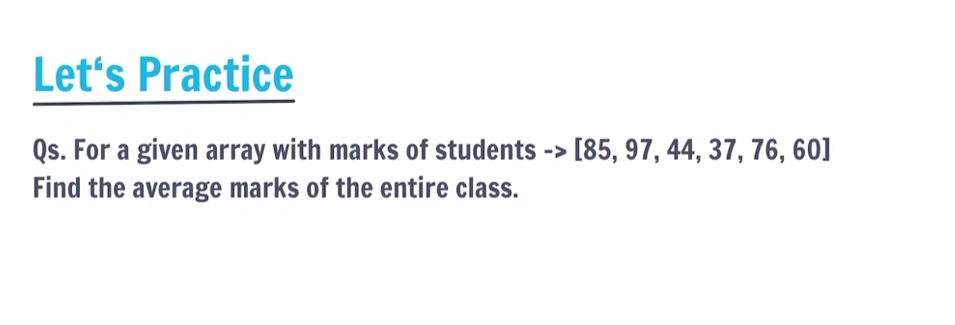 Let‘s Practice
Qs. For a given array with marks of students -> [85, 97, 44, 37, 76, 60]
Find the average marks of the entire class.